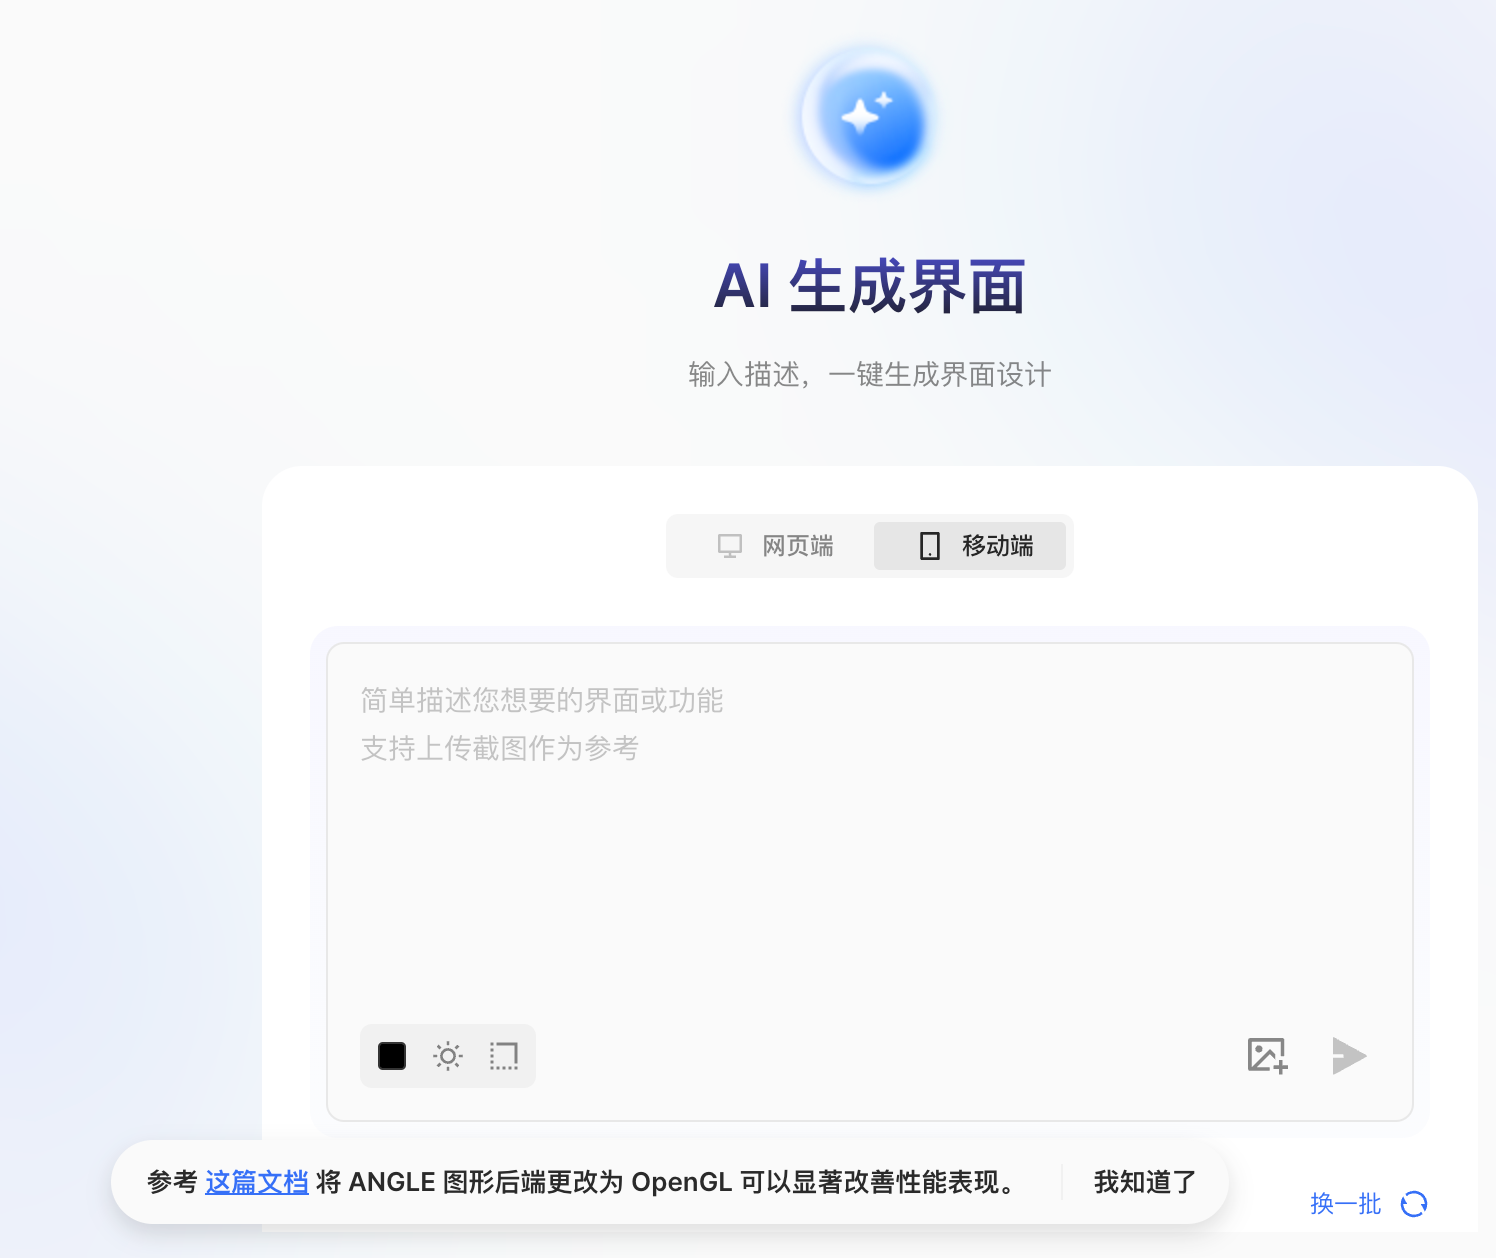 AI 生成界面
输入描述，一键生成界面设计
网页端
移动端
简单描述您想要的界面或功能
支持上传截图作为参考
参考 这篇文档 将 ANGLE 图形后端更改为 OpenGL 可以显著改善性能表现。
我知道了
换一批